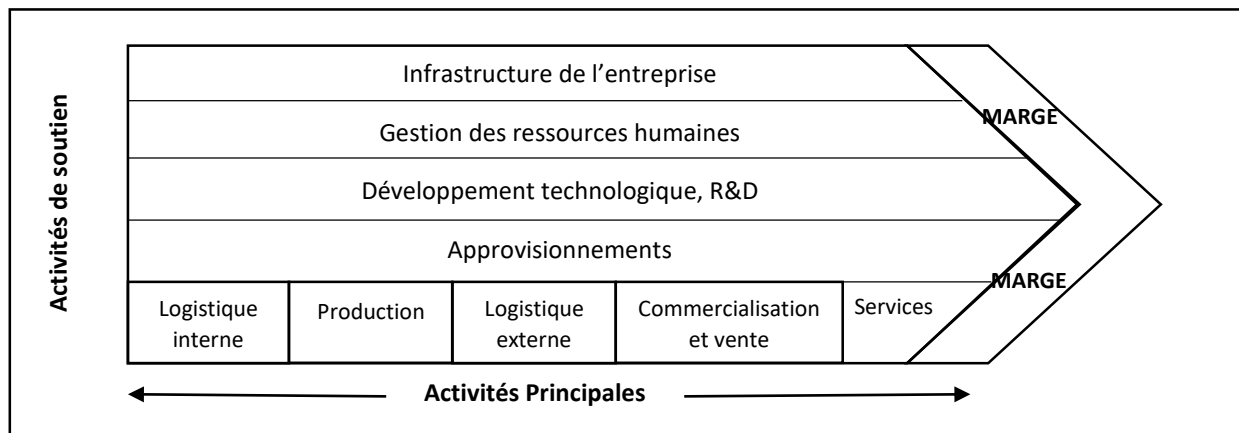 Activités de soutien
Infrastructure de l’entreprise
Gestion des ressources humaines
Développement technologique, R&D
Approvisionnements
MARGE
MARGE
Logistique
interne
Production
Logistique
externe
Commercialisation
et vente
Services
Activités Principales